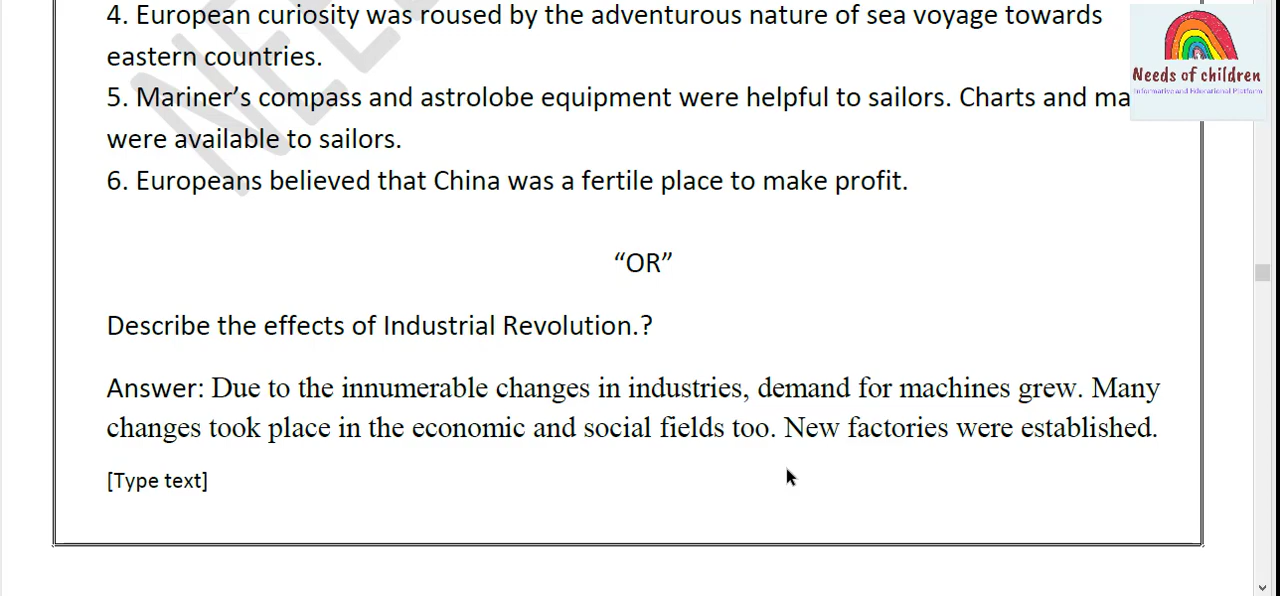 4. European curiosity was roused by the adventurous nature of sea voyage towards
eastern countries.
Needs of children
Informative and Educational Platform
5. Mariner’s compass and astrolobe equipment were helpful to sailors. Charts and ma
were available to sailors.
6. Europeans believed that China was a fertile place to make profit.
“OR”
Describe the effects of Industrial Revolution.?
Answer: Due to the innumerable changes in industries, demand for machines grew. Many
changes took place in the economic and social fields too. New factories were established.
[Type text]